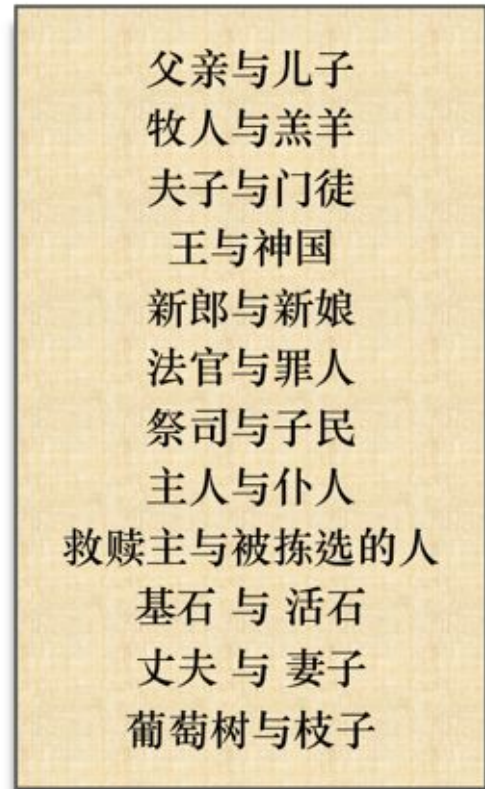 父亲与儿子
牧人与羔羊
夫子与门徒
王与神国
新郎与新娘
法官与罪人
祭司与子民
主人与仆人
救赎主与被拣选的人
基石 与 活石
丈夫 与 妻子
葡萄树与枝子